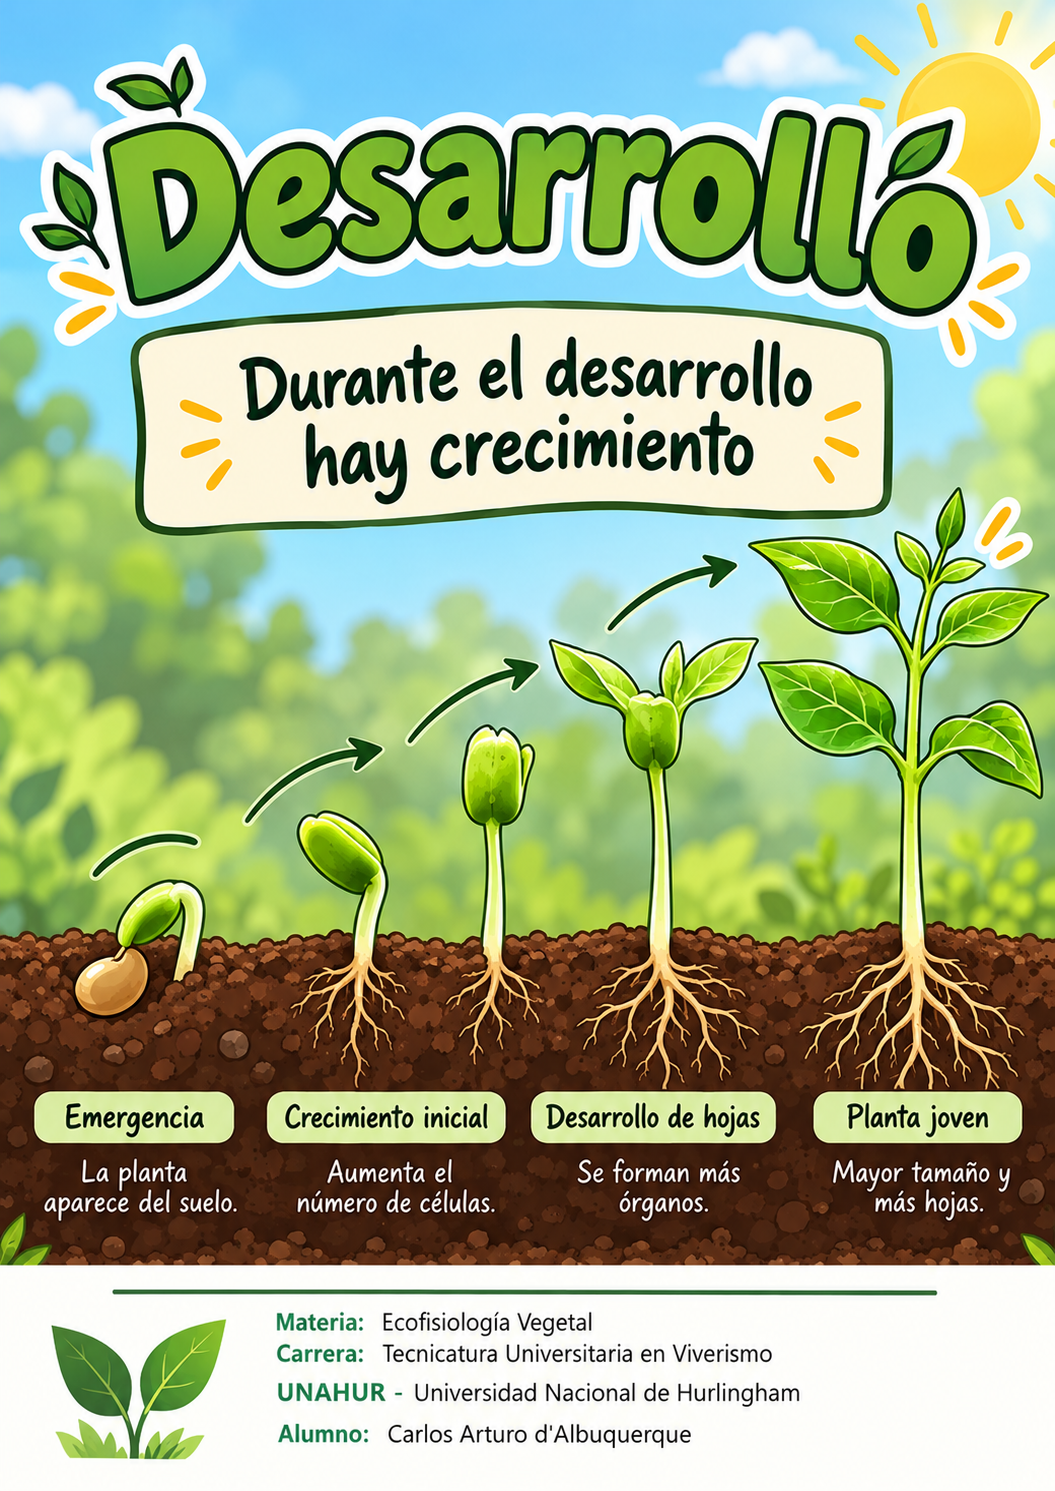 Desarrollo
Durante el desarrollo
hay crecimiento
Emergencia
La planta
aparece del suelo.
Crecimiento inicial
Aumenta el
número de células.
Desarrollo de hojas
Se forman más
órganos.
Planta joven
Mayor tamaño y
más hojas.
Materia: Ecofisiología Vegetal
Carrera: Tecnicatura Universitaria en Viverismo
UNAHUR - Universidad Nacional de Hurlingham
Alumno: Carlos Arturo d'Albuquerque